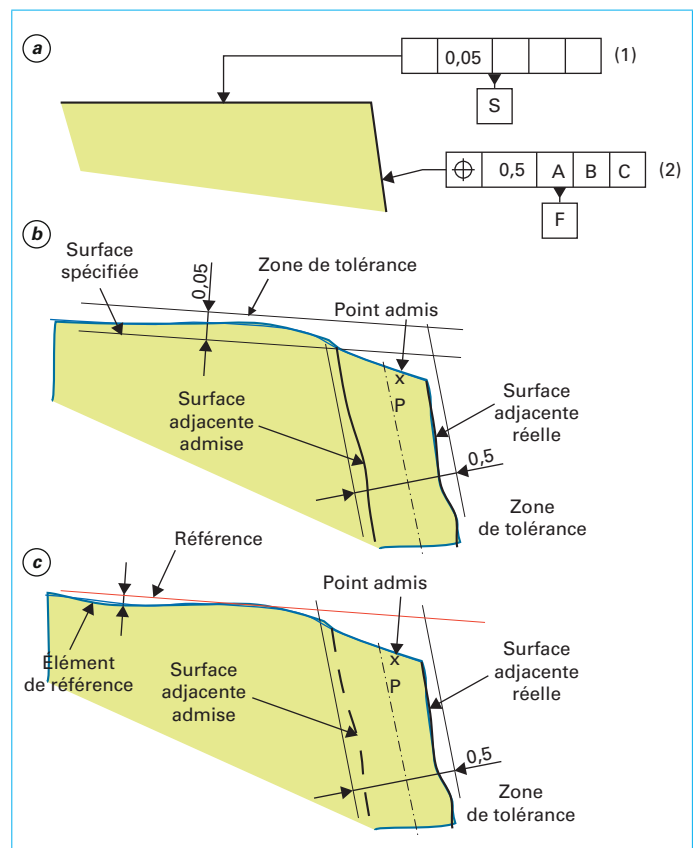 a
0,05
(1)
S
⌖ 0,5 A B C
(2)
F
b
Surface
spécifiée
0,05
Zone de tolérance
Point admis
x
P
Surface
adjacente
admise
Surface
adjacente
réelle
0,5
Zone
de tolérance
c
Référence
Point admis
x
P
Élément
de référence
Surface
adjacente
admise
Surface
adjacente
réelle
0,5
Zone
de tolérance